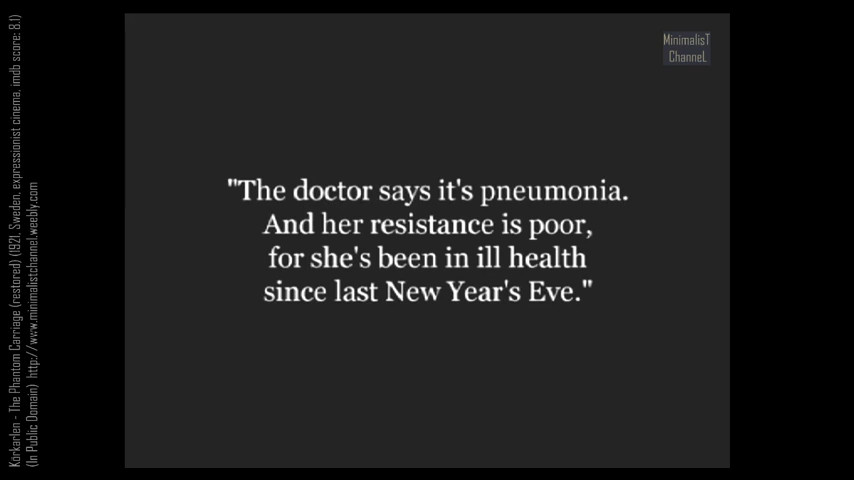 MinimalisT
ChanneL
"The doctor says it's pneumonia.
And her resistance is poor,
for she's been in ill health
since last New Year's Eve."
Körkarlen - The Phantom Carriage (restored) (1921, Sweden, expressionist cinema, imdb score: 8.1)
(In Public Domain) http://www.minimalistchannel.weebly.com